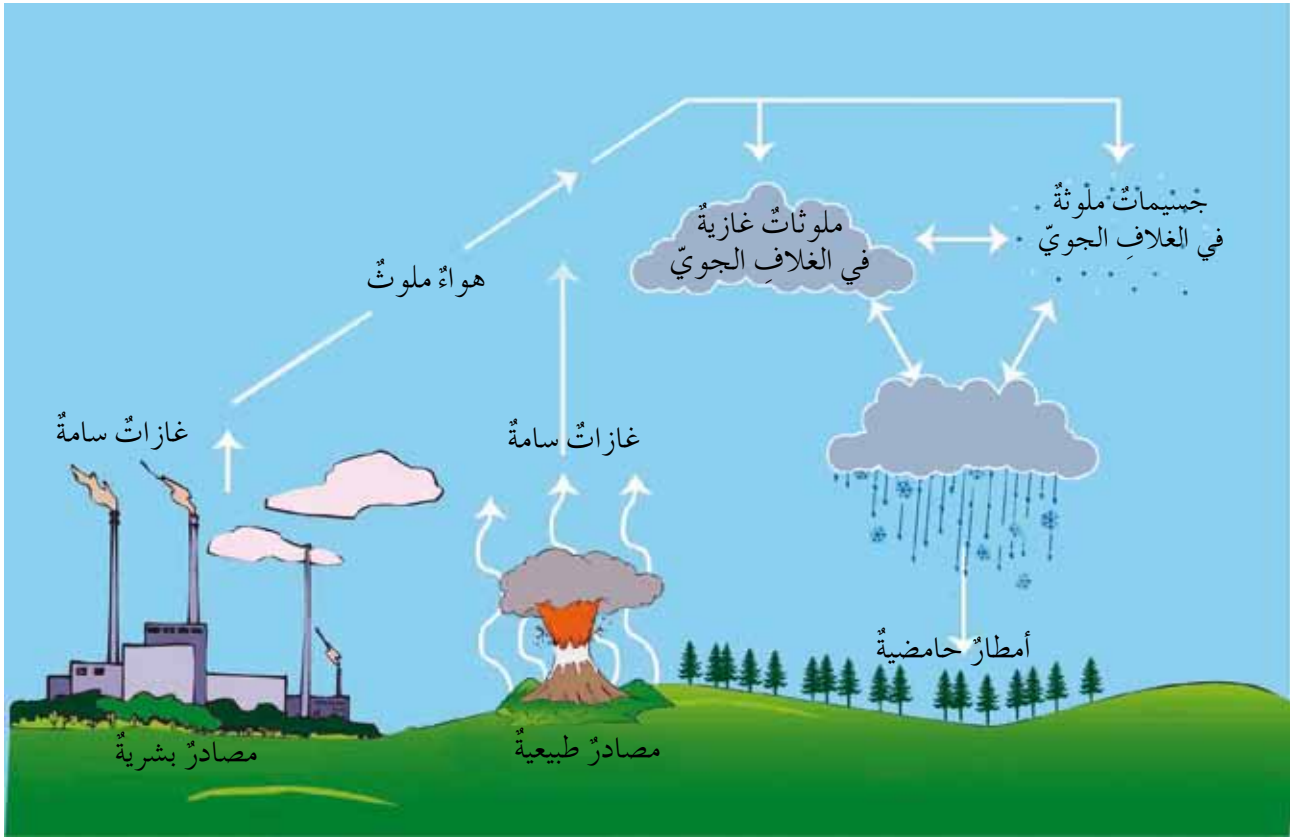 جسيماتٌ ملوثةٌ
في الغلافِ الجويّ
ملوثاتٌ غازيةٌ
في الغلافِ الجويّ
هواءٌ ملوثٌ
غازاتٌ سامةٌ
غازاتٌ سامةٌ
أمطارٌ حامضيةٌ
مصادرٌ طبيعيةٌ
مصادرٌ بشريةٌ